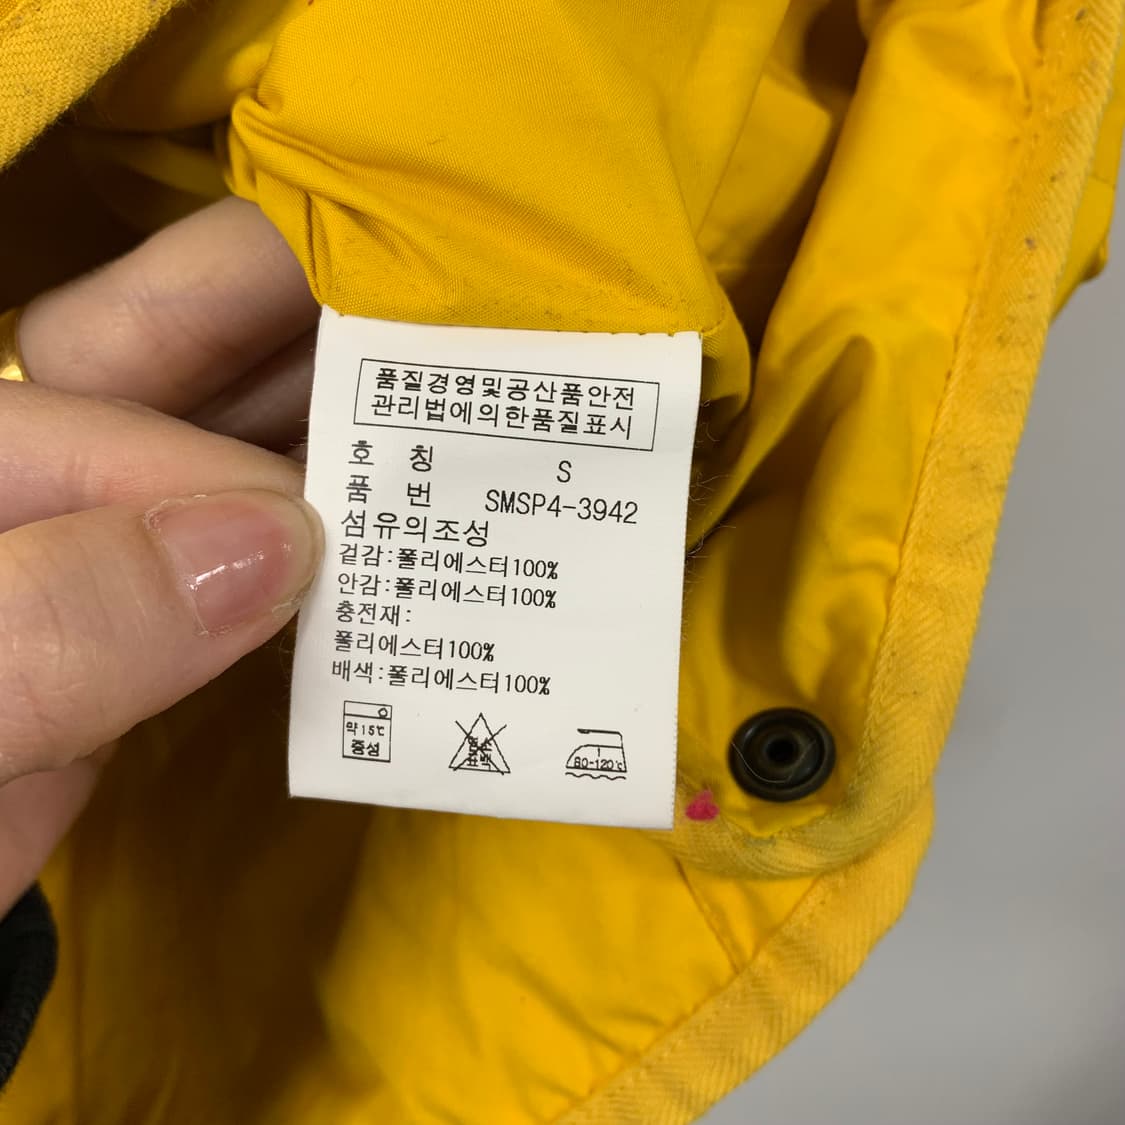 품질경영및공산품안전
관리법에의한품질표시
호 칭 S
품 번 SMSP4-3942
섬유의조성
겉감:폴리에스터100%
안감:폴리에스터100%
충전재:
폴리에스터100%
배색:폴리에스터100%
약15℃
중성
염소
표백
80-120℃